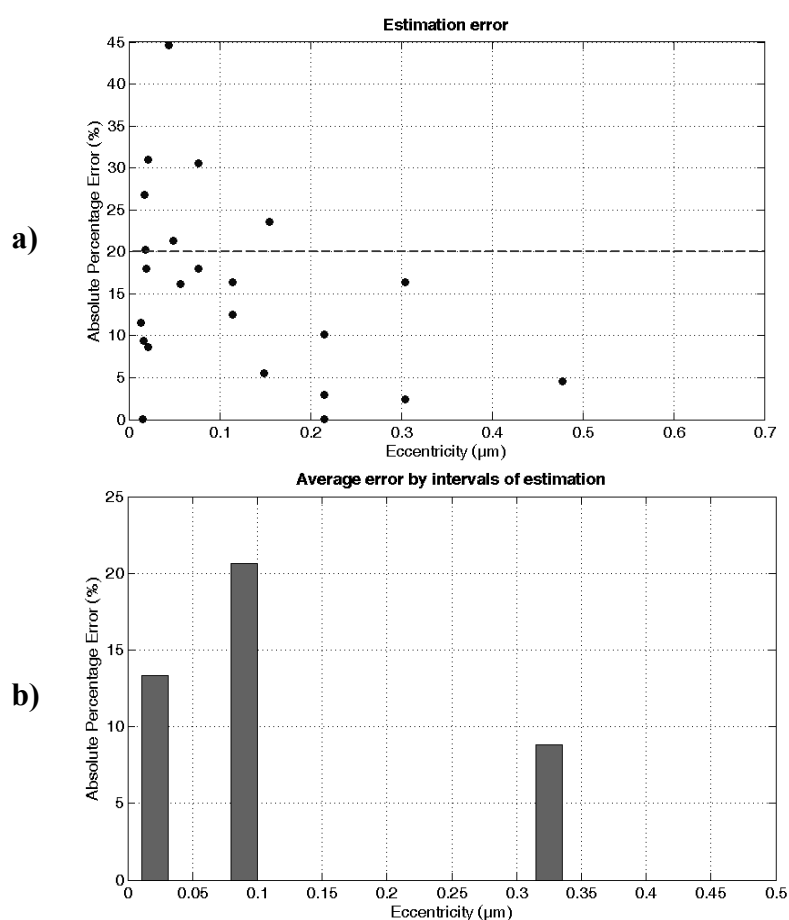 Estimation error
45
40
35
30
25
20
15
10
5
0
Absolute Percentage Error (%)
a)
0 0.1 0.2 0.3 0.4 0.5 0.6 0.7
Eccentricity (µm)
Average error by intervals of estimation
25
20
15
10
5
0
Absolute Percentage Error (%)
b)
0 0.05 0.1 0.15 0.2 0.25 0.3 0.35 0.4 0.45 0.5
Eccentricity (µm)